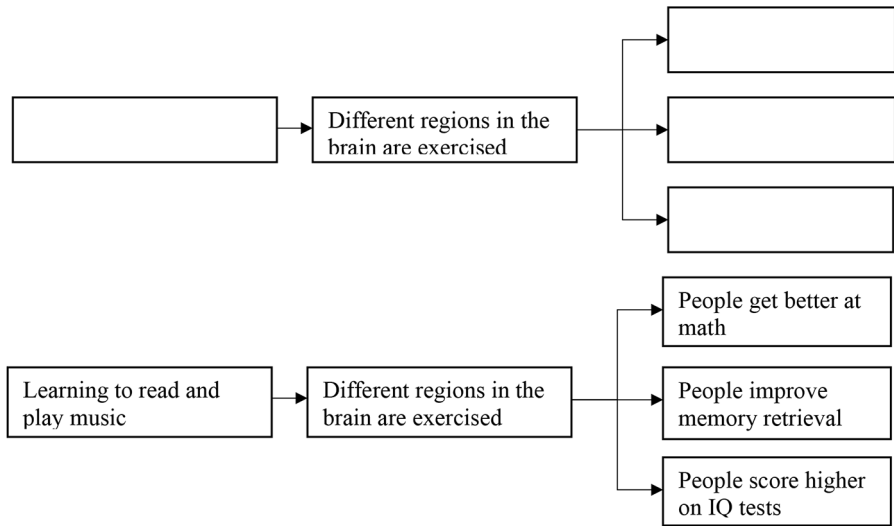 Different regions in the
brain are exercised
People get better at
math
Learning to read and
play music
Different regions in the
brain are exercised
People improve
memory retrieval
People score higher
on IQ tests